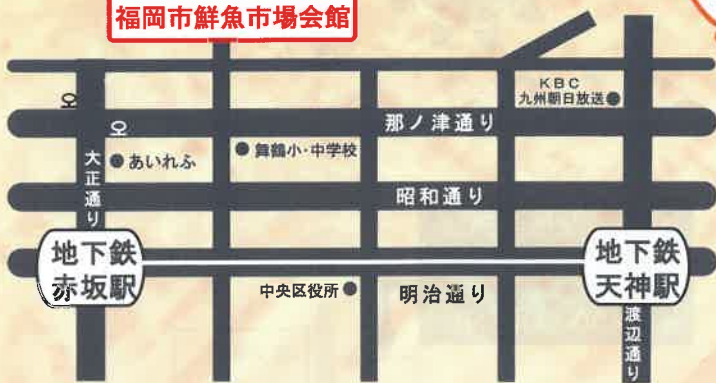 福岡市鮮魚市場会館
KBC
九州朝日放送
那ノ津通り
大正通り
あいれふ
舞鶴小・中学校
昭和通り
地下鉄
赤坂駅
地下鉄
天神駅
中央区役所
明治通り
渡辺通り